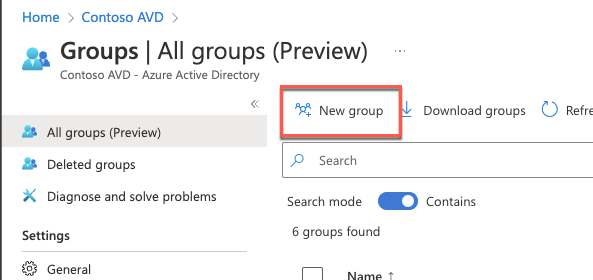 Home > Contoso AVD >
Groups | All groups (Preview) ...
Contoso AVD - Azure Active Directory
«
New group Download groups Refre
All groups (Preview)
Search
Deleted groups
Diagnose and solve problems
Search mode Contains
6 groups found
Settings
General
Name ↑